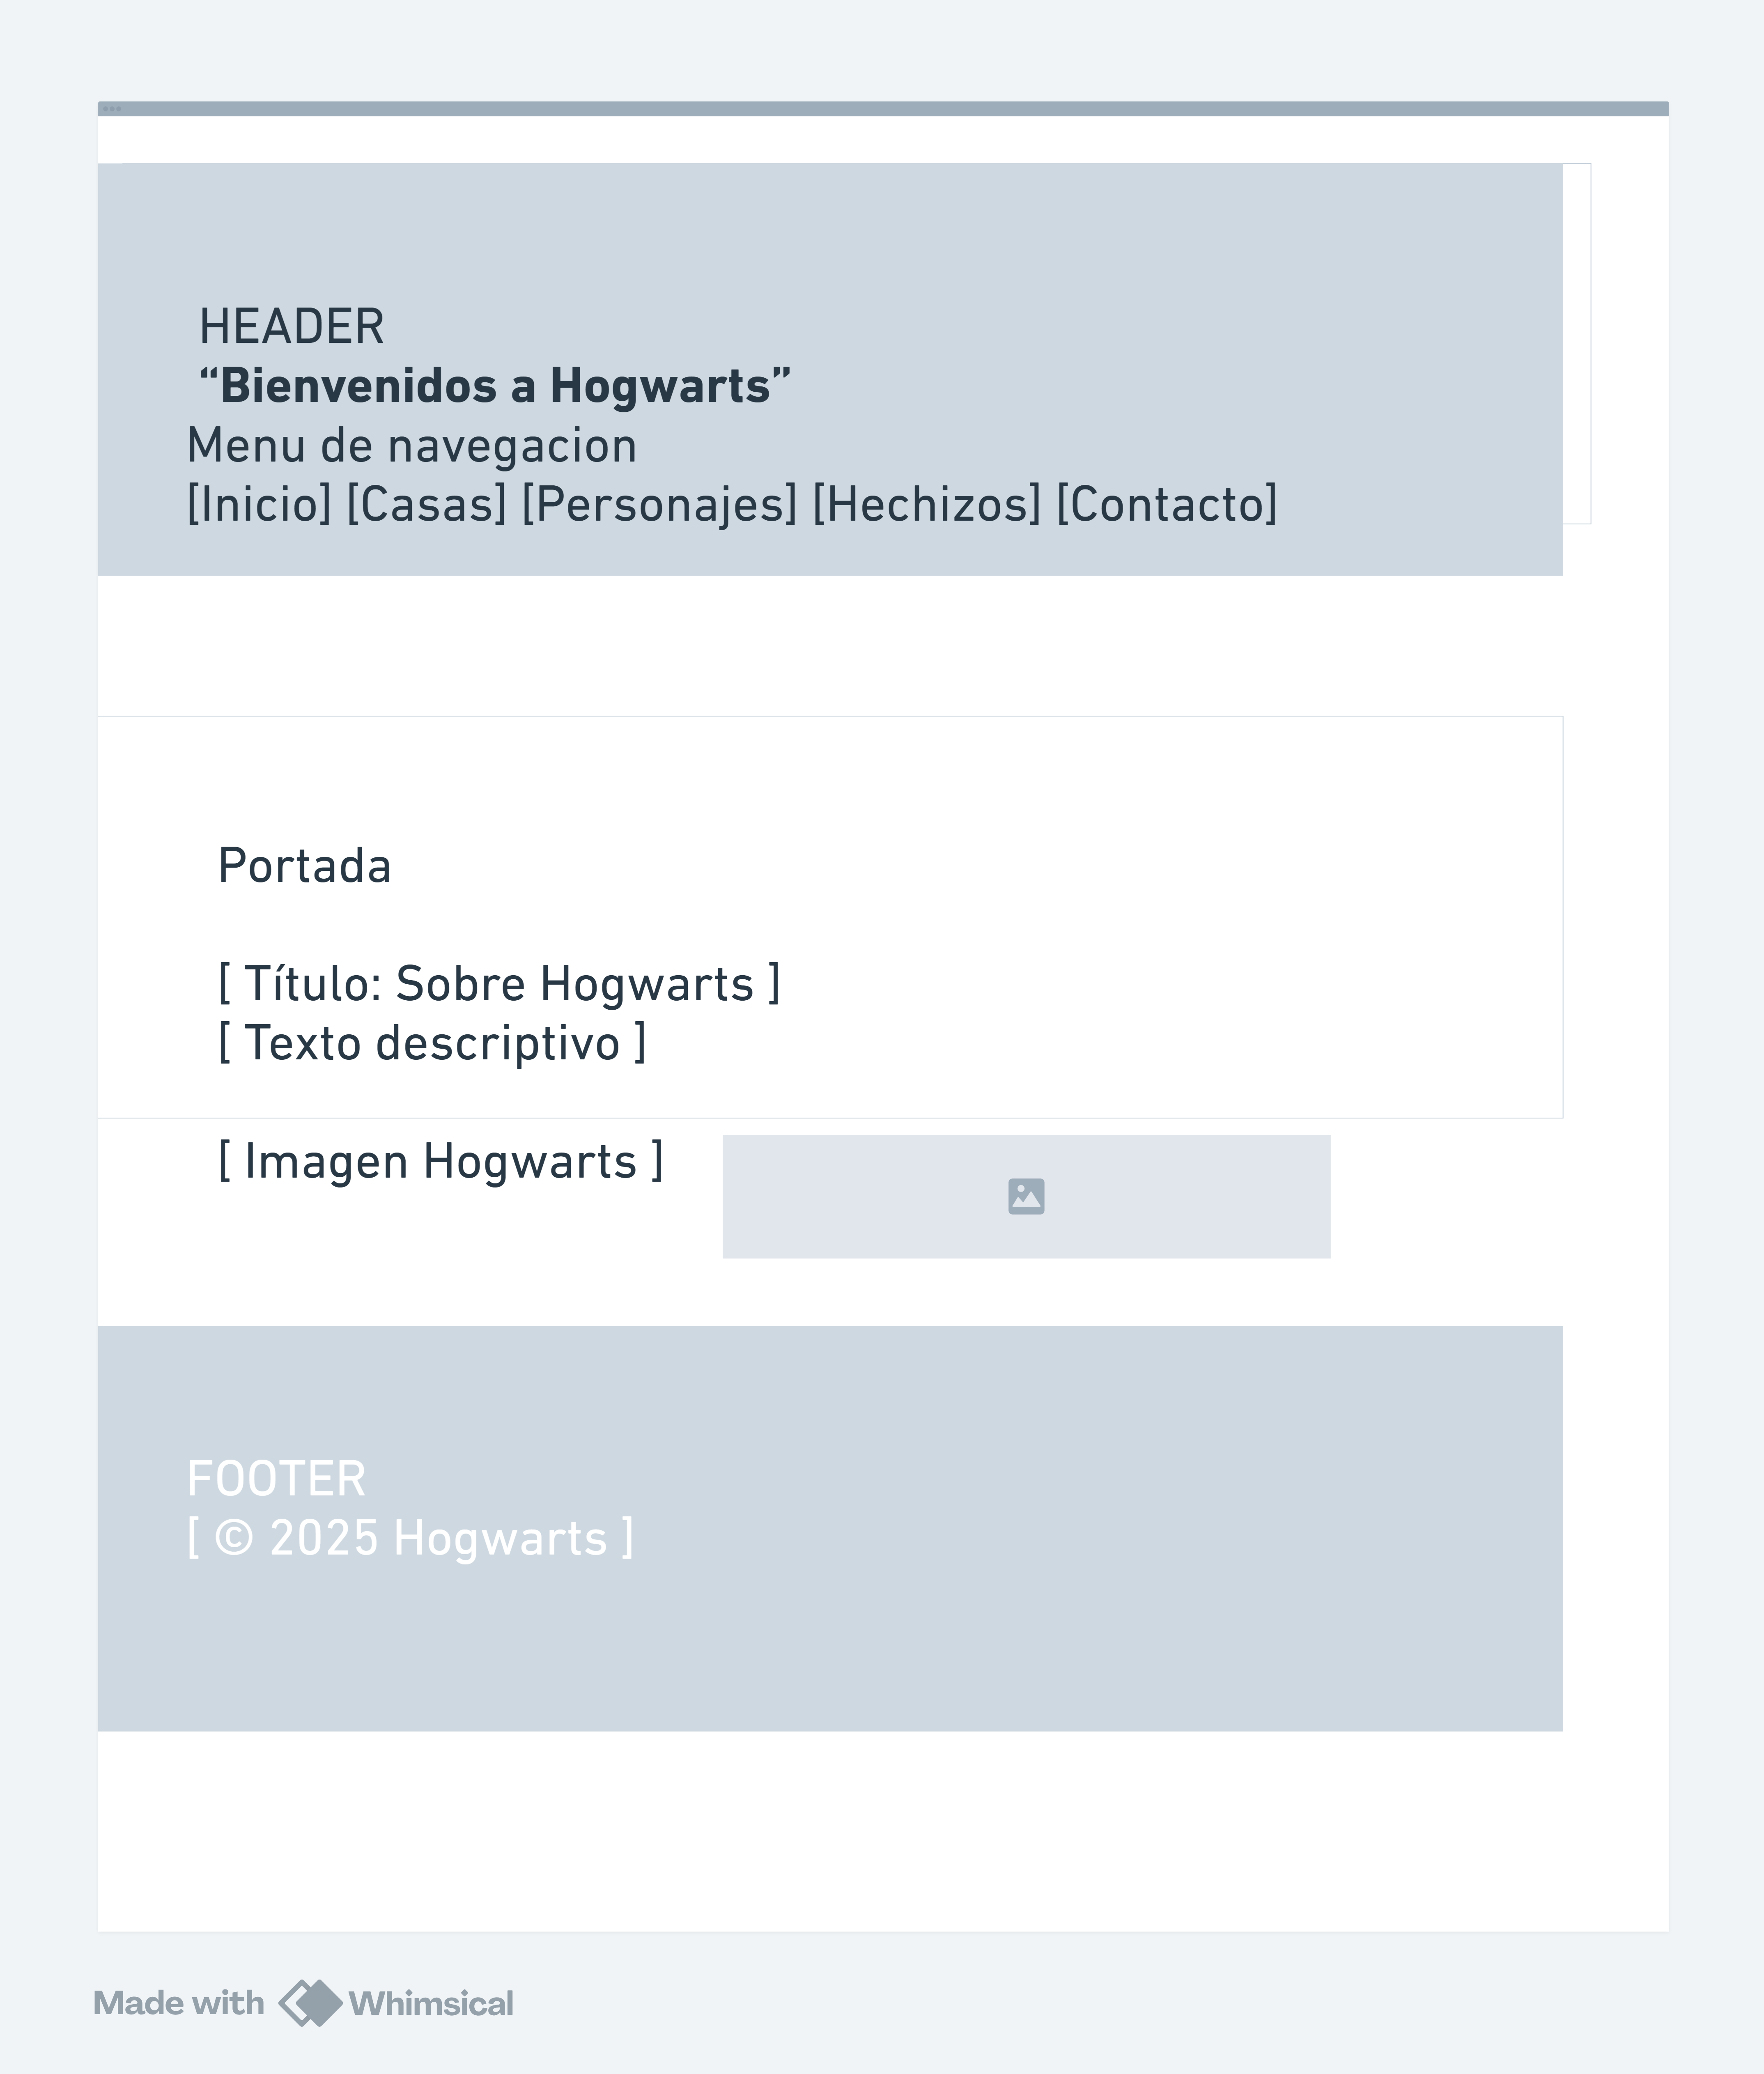 HEADER
“Bienvenidos a Hogwarts”
Menu de navegacion
[Inicio] [Casas] [Personajes] [Hechizos] [Contacto]
Portada
[ Título: Sobre Hogwarts ]
[ Texto descriptivo ]
[ Imagen Hogwarts ]
FOOTER
[ © 2025 Hogwarts ]
Made with Whimsical